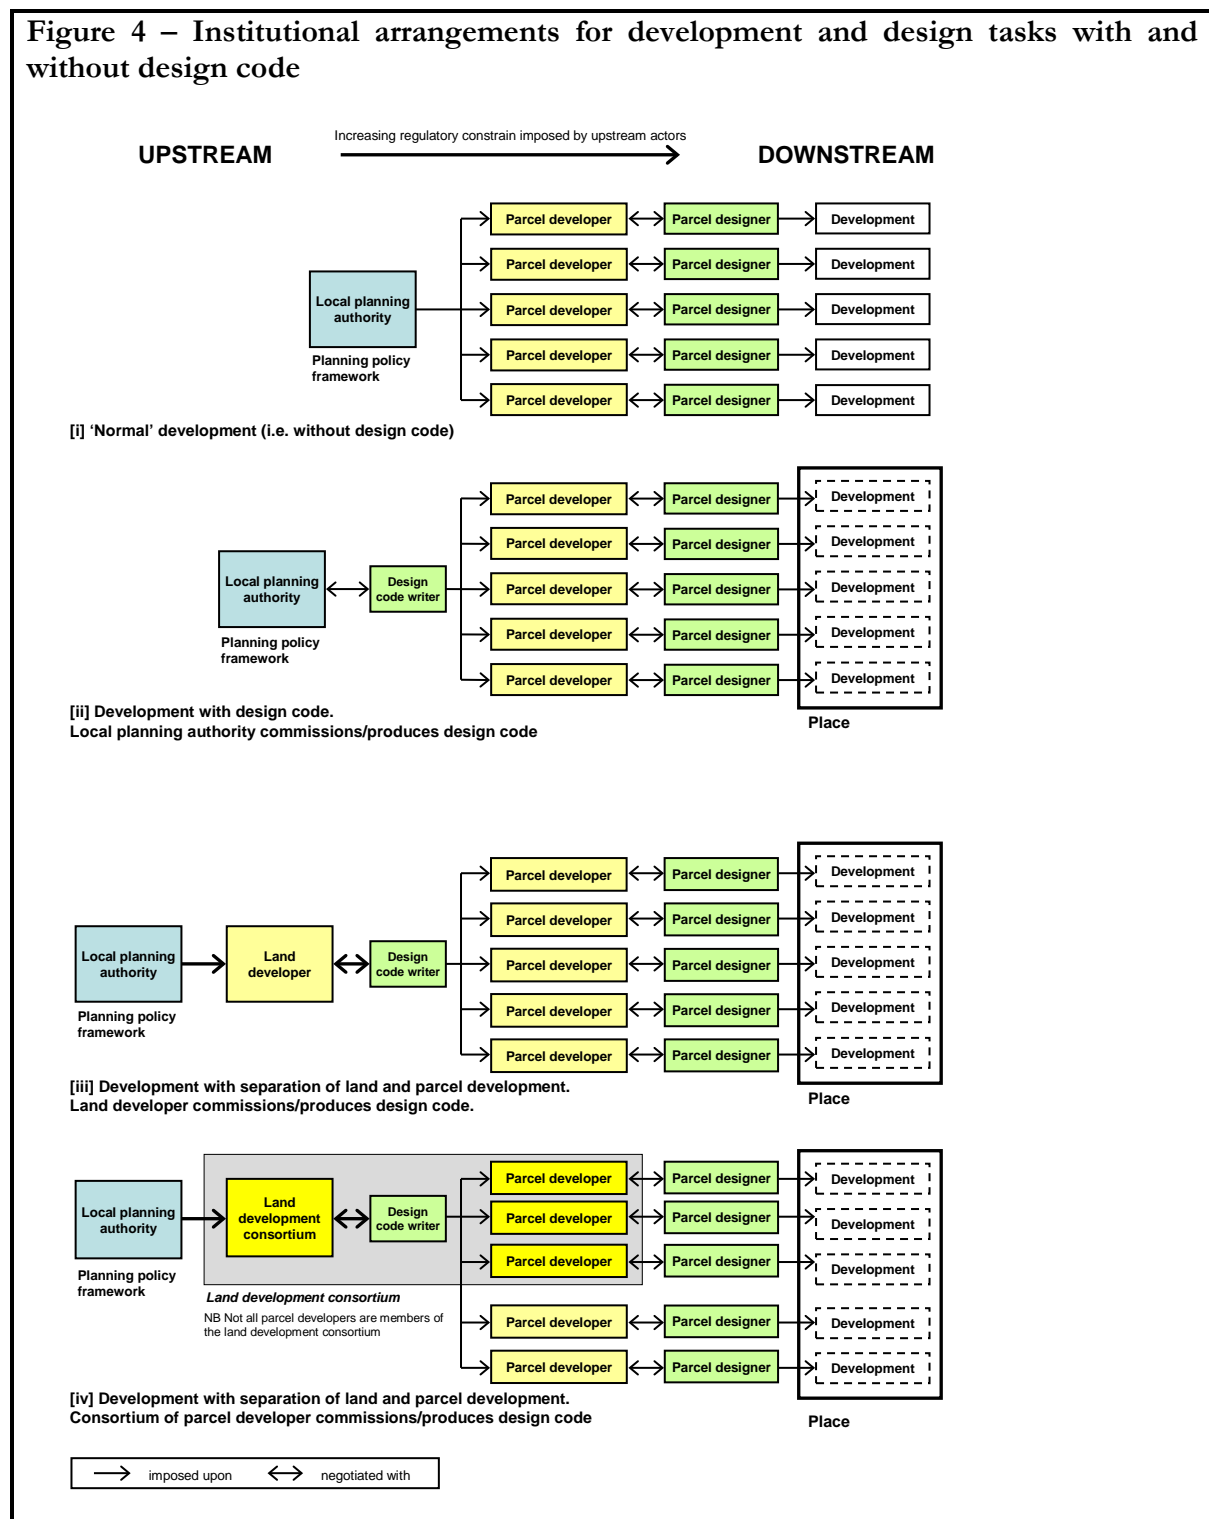 Figure 4 – Institutional arrangements for development and design tasks with and
without design code
Increasing regulatory constrain imposed by upstream actors
UPSTREAM
DOWNSTREAM
Parcel developer
Parcel designer
Development
Parcel developer
Parcel designer
Development
Local planning
authority
Parcel developer
Parcel designer
Development
Planning policy
framework
Parcel developer
Parcel designer
Development
Parcel developer
Parcel designer
Development
[i] ‘Normal’ development (i.e. without design code)
Parcel developer
Parcel designer
Development
Parcel developer
Parcel designer
Development
Local planning
authority
Design
code writer
Parcel developer
Parcel designer
Development
Planning policy
framework
Parcel developer
Parcel designer
Development
Parcel developer
Parcel designer
Development
[ii] Development with design code.
Local planning authority commissions/produces design code
Place
Parcel developer
Parcel designer
Development
Parcel developer
Parcel designer
Development
Local planning
authority
Land
developer
Design
code writer
Parcel developer
Parcel designer
Development
Planning policy
framework
Parcel developer
Parcel designer
Development
Parcel developer
Parcel designer
Development
[iii] Development with separation of land and parcel development.
Land developer commissions/produces design code.
Place
Parcel developer
Parcel designer
Development
Local planning
authority
Land
development
consortium
Design
code writer
Parcel developer
Parcel designer
Development
Parcel developer
Parcel designer
Development
Planning policy
framework
Land development consortium
NB Not all parcel developers are members of
the land development consortium
Parcel developer
Parcel designer
Development
Parcel developer
Parcel designer
Development
[iv] Development with separation of land and parcel development.
Consortium of parcel developer commissions/produces design code
Place
imposed upon
negotiated with